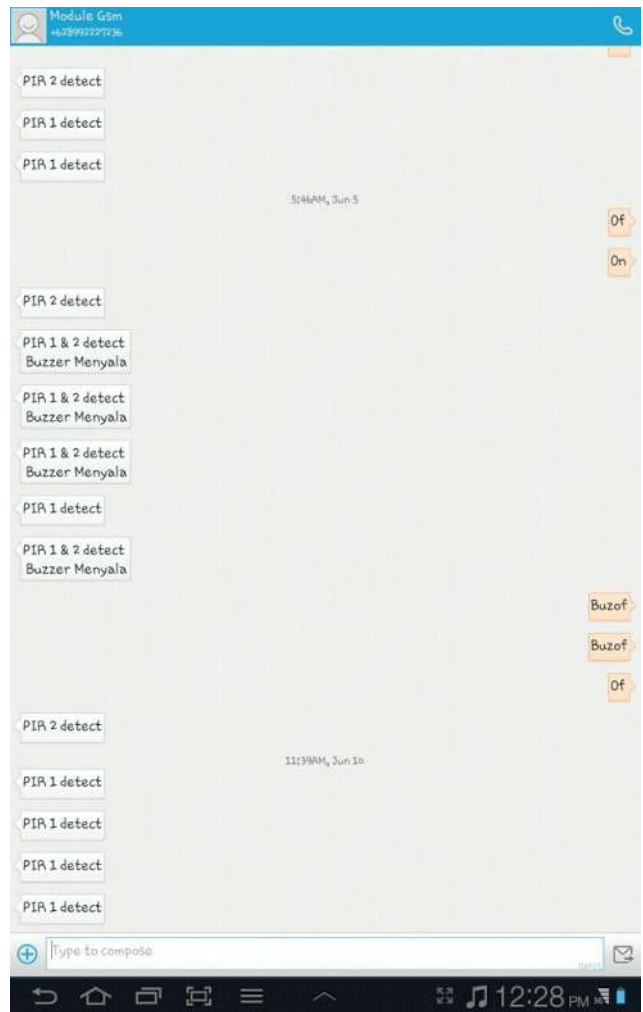 Module Gsm
PIR 2 detect
PIR 1 detect
PIR 1 detect
5:46AM, Jun 5
Of
On
PIR 2 detect
PIR 1 & 2 detect
Buzzer Menyala
PIR 1 & 2 detect
Buzzer Menyala
PIR 1 & 2 detect
Buzzer Menyala
PIR 1 detect
PIR 1 & 2 detect
Buzzer Menyala
Buzof
Buzof
Of
PIR 2 detect
11:39AM, Jun 10
PIR 1 detect
PIR 1 detect
PIR 1 detect
PIR 1 detect
Type to compose
12:28 PM